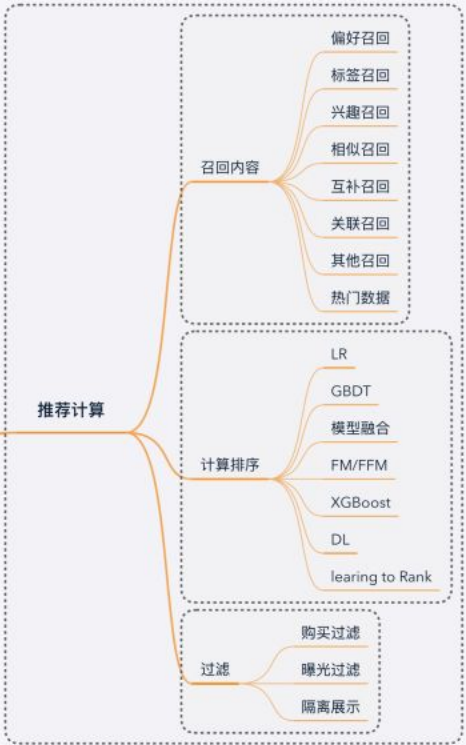 推荐计算
召回内容
偏好召回
标签召回
兴趣召回
相似召回
互补召回
关联召回
其他召回
热门数据
计算排序
LR
GBDT
模型融合
FM/FFM
XGBoost
DL
learing to Rank
过滤
购买过滤
曝光过滤
隔离展示